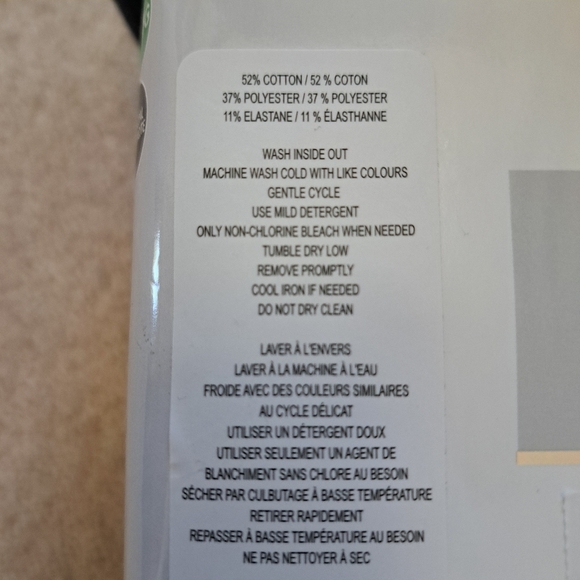 52% COTTON / 52 % COTON
37% POLYESTER / 37 % POLYESTER
11% ELASTANE / 11 % ÉLASTHANNE
WASH INSIDE OUT
MACHINE WASH COLD WITH LIKE COLOURS
GENTLE CYCLE
USE MILD DETERGENT
ONLY NON-CHLORINE BLEACH WHEN NEEDED
TUMBLE DRY LOW
REMOVE PROMPTLY
COOL IRON IF NEEDED
DO NOT DRY CLEAN
LAVER À L'ENVERS
LAVER À LA MACHINE À L'EAU
FROIDE AVEC DES COULEURS SIMILAIRES
AU CYCLE DÉLICAT
UTILISER UN DÉTERGENT DOUX
UTILISER SEULEMENT UN AGENT DE
BLANCHIMENT SANS CHLORE AU BESOIN
SÉCHER PAR CULBUTAGE À BASSE TEMPÉRATURE
RETIRER RAPIDEMENT
REPASSER À BASSE TEMPÉRATURE AU BESOIN
NE PAS NETTOYER À SEC